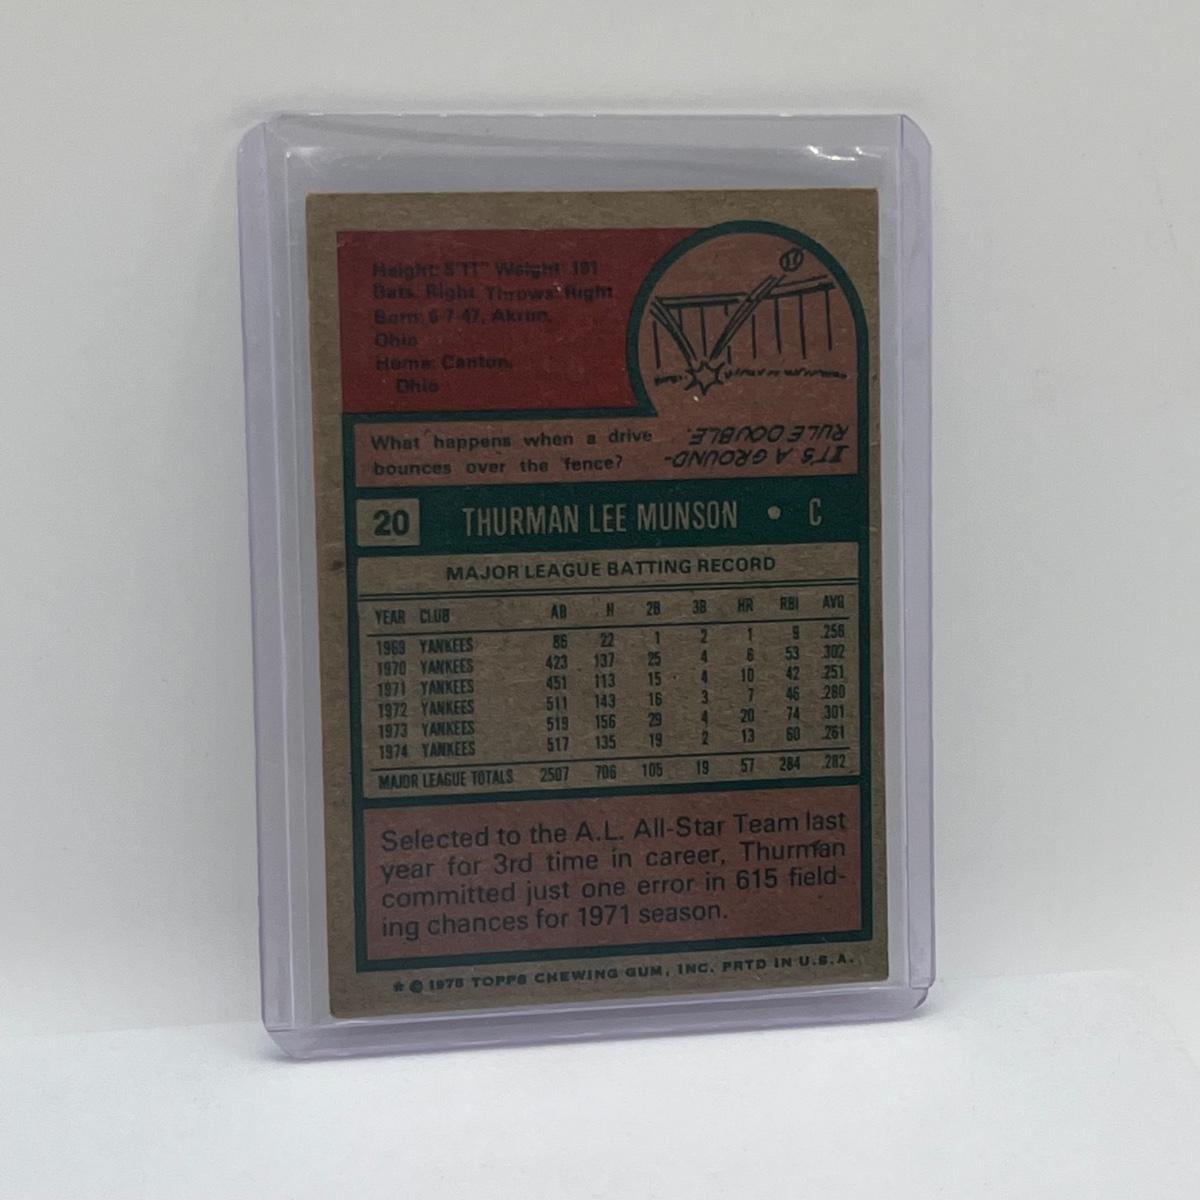 Height: 5'11" Weight: 191
Bats: Right Throws: Right
Born: 6-7-47, Akron,
Ohio
Home: Canton,
Ohio
What happens when a drive
bounces over the fence?
IT'S A GROUND-
RULE DOUBLE.
20 THURMAN LEE MUNSON • C
MAJOR LEAGUE BATTING RECORD
YEAR CLUB AB H 2B 3B HR RBI AVG
1969 YANKEES 86 22 1 2 1 9 .256
1970 YANKEES 423 137 25 4 6 53 .302
1971 YANKEES 451 113 15 4 10 42 .251
1972 YANKEES 511 143 16 3 7 46 .280
1973 YANKEES 519 156 29 4 20 74 .301
1974 YANKEES 517 135 19 2 13 60 .261
MAJOR LEAGUE TOTALS 2507 706 105 19 57 284 .282
Selected to the A.L. All-Star Team last
year for 3rd time in career, Thurman
committed just one error in 615 field-
ing chances for 1971 season.
* © 1975 TOPPS CHEWING GUM, INC. PRTD IN U.S.A.